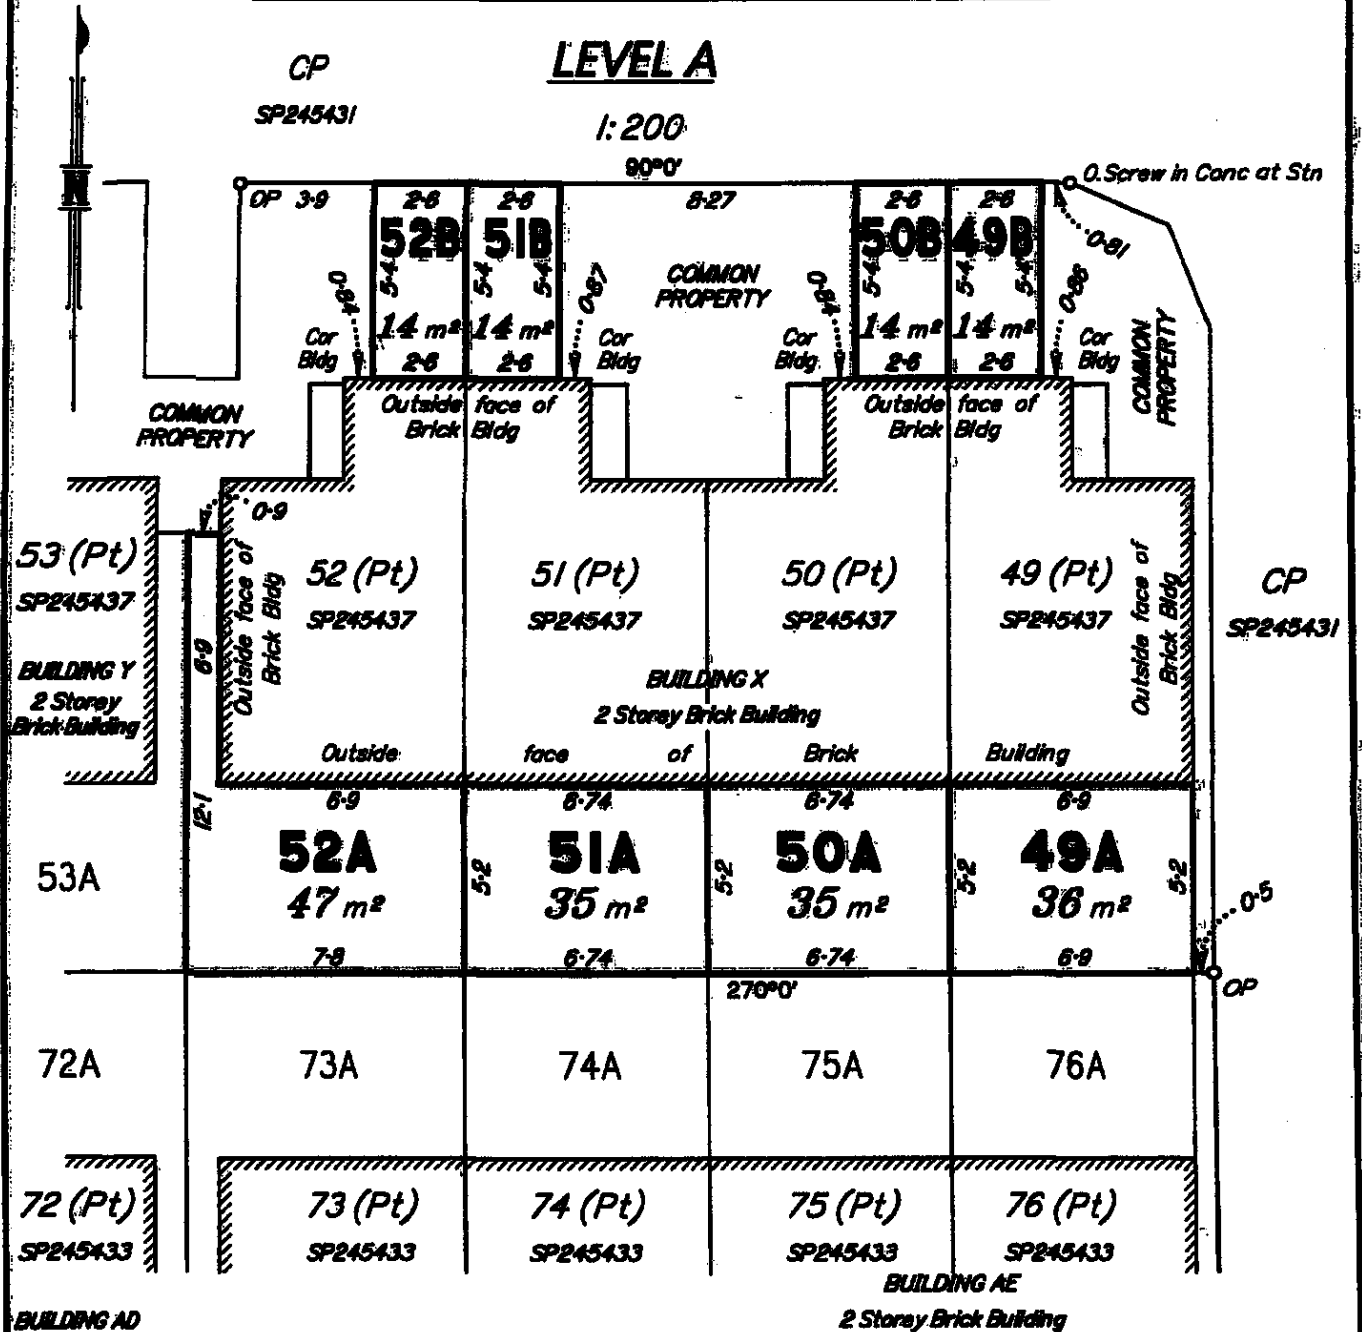 LEVEL A
CP
SP245431
1:200
90°0'
N
OP 3·9
2·6
2·6
8·27
2·6
2·6
O.Screw in Conc at Stn
52B
51B
50B
49B
0·81
5·4
5·4
5·4
5·4
5·4
5·4
COMMON
PROPERTY
0·84
0·87
0·84
0·86
14 m²
14 m²
14 m²
14 m²
Cor
Bldg
Cor
Bldg
Cor
Bldg
Cor
Bldg
2·6
2·6
2·6
2·6
COMMON
PROPERTY
COMMON
PROPERTY
Outside face of
Brick Bldg
Outside face of
Brick Bldg
0·9
53 (Pt)
SP245437
52 (Pt)
SP245437
51 (Pt)
SP245437
50 (Pt)
SP245437
49 (Pt)
SP245437
CP
SP245431
Outside face of
Brick Bldg
Outside face of
Brick Bldg
6·9
BUILDING Y
2 Storey
Brick Building
BUILDING X
2 Storey Brick Building
Outside face of Brick Building
12·1
6·9
6·74
6·74
6·9
53A
52A
47 m²
51A
35 m²
50A
35 m²
49A
36 m²
5·2
5·2
5·2
5·2
0·5
7·8
6·74
6·74
6·9
270°0'
OP
72A
73A
74A
75A
76A
72 (Pt)
SP245433
73 (Pt)
SP245433
74 (Pt)
SP245433
75 (Pt)
SP245433
76 (Pt)
SP245433
BUILDING AD
BUILDING AE
2 Storey Brick Building